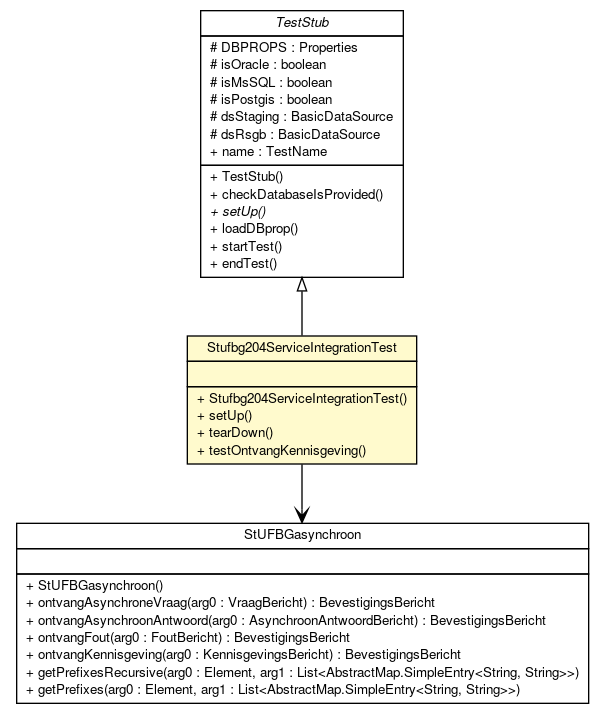 TestStub
# DBPROPS : Properties
# isOracle : boolean
# isMsSQL : boolean
# isPostgis : boolean
# dsStaging : BasicDataSource
# dsRsgb : BasicDataSource
+ name : TestName
+ TestStub()
+ checkDatabaseIsProvided()
+ setUp()
+ loadDBprop()
+ startTest()
+ endTest()
Stufbg204ServiceIntegrationTest
+ Stufbg204ServiceIntegrationTest()
+ setUp()
+ tearDown()
+ testOntvangKennisgeving()
StUFBGasynchroon
+ StUFBGasynchroon()
+ ontvangAsynchroneVraag(arg0 : VraagBericht) : BevestigingsBericht
+ ontvangAsynchroonAntwoord(arg0 : AsynchroonAntwoordBericht) : BevestigingsBericht
+ ontvangFout(arg0 : FoutBericht) : BevestigingsBericht
+ ontvangKennisgeving(arg0 : KennisgevingsBericht) : BevestigingsBericht
+ getPrefixesRecursive(arg0 : Element, arg1 : List<AbstractMap.SimpleEntry<String, String>>)
+ getPrefixes(arg0 : Element, arg1 : List<AbstractMap.SimpleEntry<String, String>>)